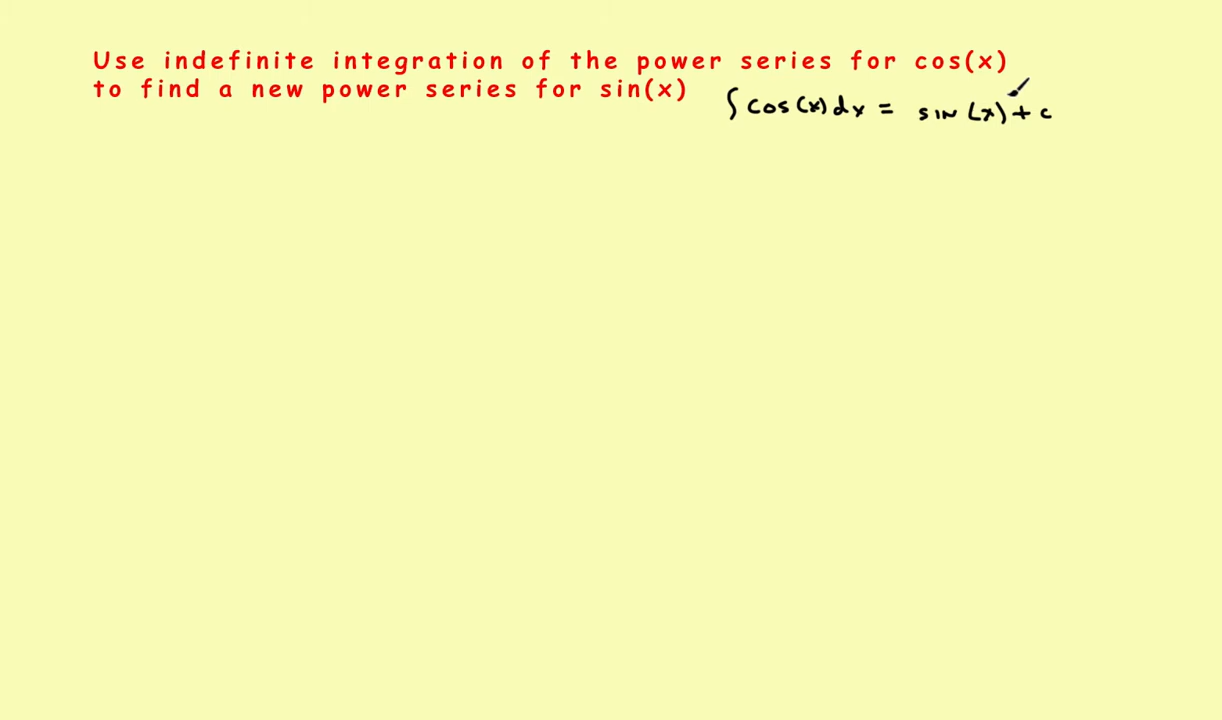 Use indefinite integration of the power series for cos(x)
to find a new power series for sin(x) ∫ cos(x) dx = sin(x) + c